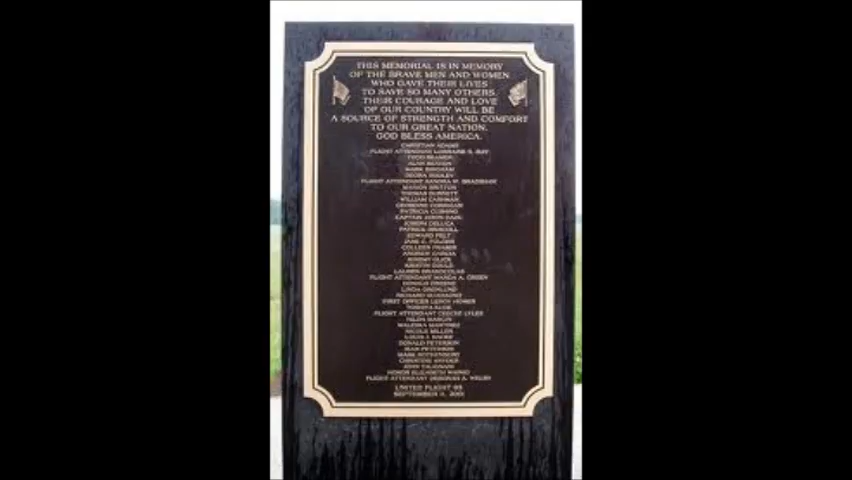 THIS MEMORIAL IS IN MEMORY
OF THE BRAVE MEN AND WOMEN
WHO GAVE THEIR LIVES
TO SAVE SO MANY OTHERS.
THEIR COURAGE AND LOVE
OF OUR COUNTRY WILL BE
A SOURCE OF STRENGTH AND COMFORT
TO OUR GREAT NATION.
GOD BLESS AMERICA.
CHRISTIAN ADAMS
FLIGHT ATTENDANT LORRAINE G. BAY
TODD BEAMER
ALAN BEAVEN
MARK BINGHAM
DEORA BODLEY
FLIGHT ATTENDANT SANDRA W. BRADSHAW
MARION BRITTON
THOMAS BURNETT
WILLIAM CASHMAN
GEORGINE CORRIGAN
PATRICIA CUSHING
CAPTAIN JASON DAHL
JOSEPH DELUCA
PATRICK DRISCOLL
EDWARD FELT
JANE C. FOLGER
COLLEEN FRASER
ANDREW GARCIA
JEREMY GLICK
KRISTIN GOULD
LAUREN GRANDCOLAS
FLIGHT ATTENDANT WANDA A. GREEN
DONALD GREENE
LINDA GRONLUND
RICHARD GUADAGNO
FIRST OFFICER LEROY HOMER
TOSHIYA KUGE
FLIGHT ATTENDANT CEECEE LYLES
HILDA MARCIN
WALESKA MARTINEZ
NICOLE MILLER
LOUIS J. NACKE
DONALD PETERSON
JEAN PETERSON
MARK ROTHENBERG
CHRISTINE SNYDER
JOHN TALIGNANI
HONOR ELIZABETH WAINIO
FLIGHT ATTENDANT DEBORAH A. WELSH
UNITED FLIGHT 93
SEPTEMBER 11, 2001